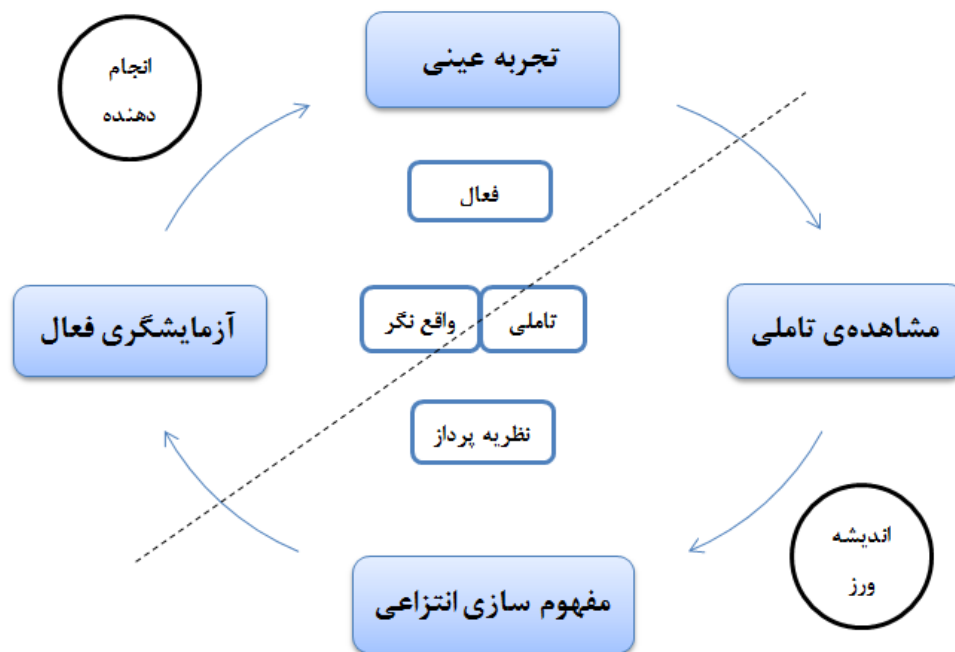 تجربه عینی
انجام
دهنده
فعال
مشاهده‌ی تاملی
تاملی
واقع نگر
آزمایشگری فعال
نظریه پرداز
اندیشه
ورز
مفهوم سازی انتزاعی